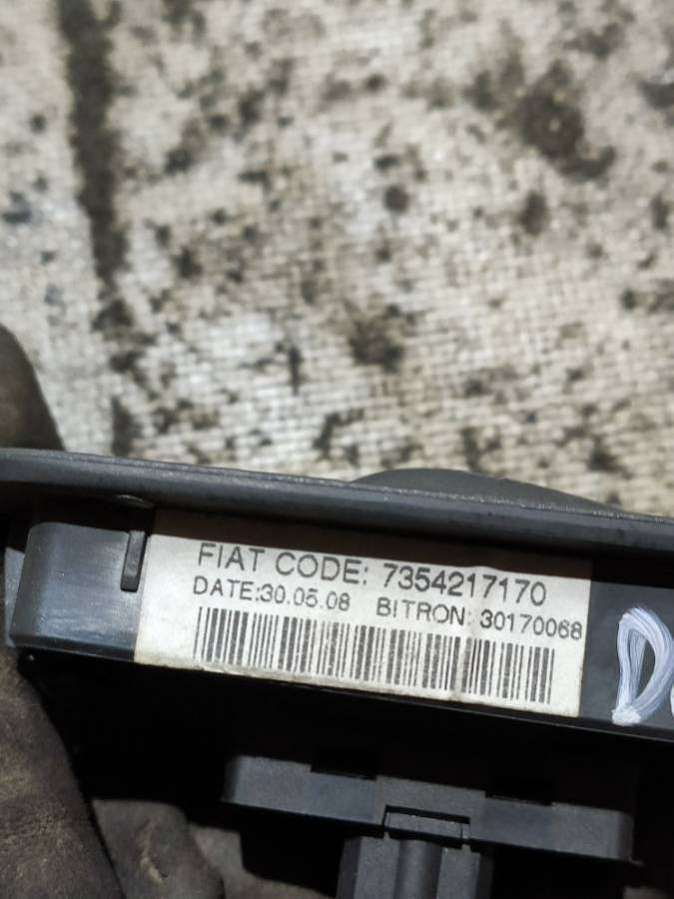 FIAT CODE: 7354217170
DATE:30.05.08 BITRON: 30170068